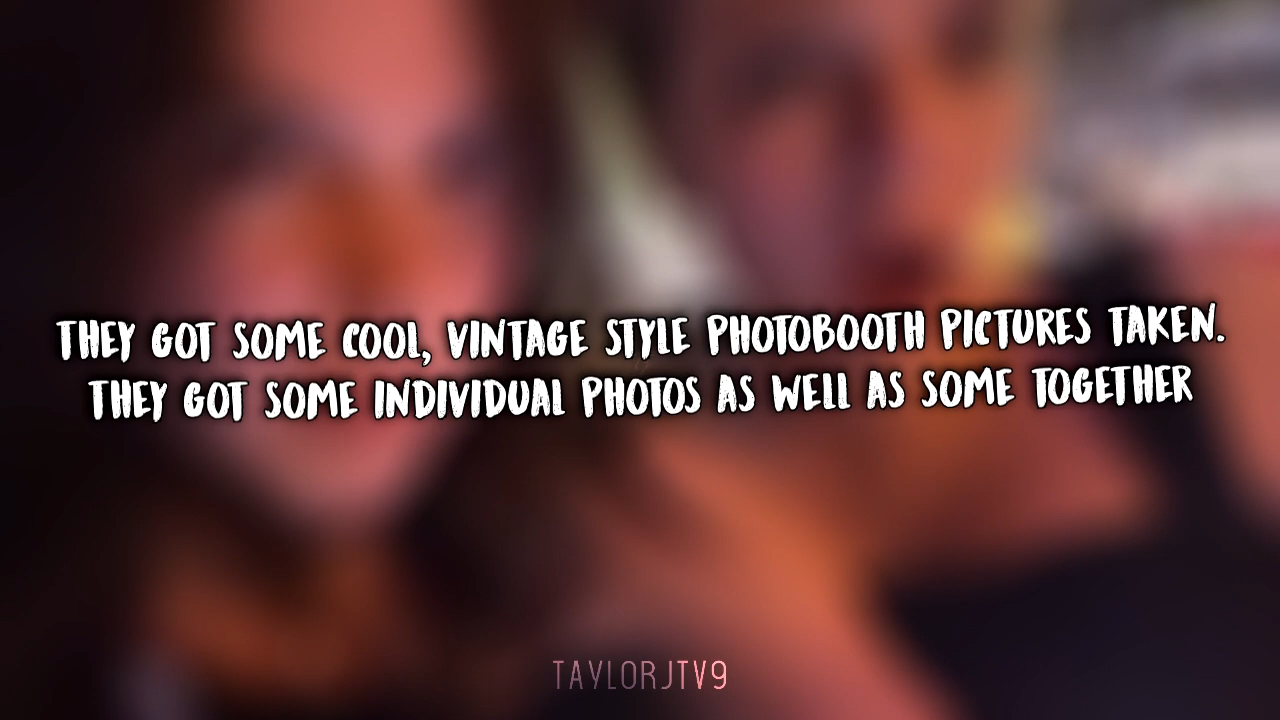 THEY GOT SOME COOL, VINTAGE STYLE PHOTOBOOTH PICTURES TAKEN.
THEY GOT SOME INDIVIDUAL PHOTOS AS WELL AS SOME TOGETHER
TAYLORJTV9